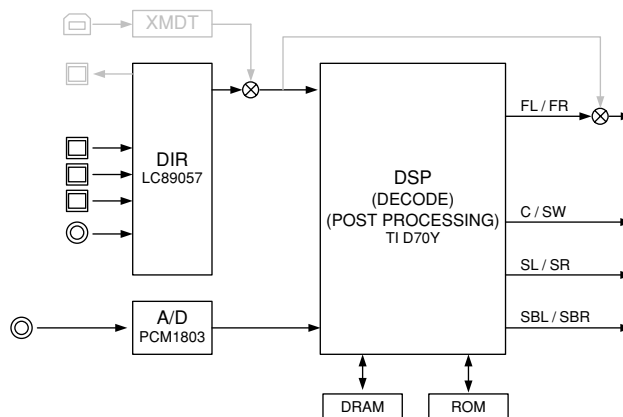 XMDT
DIR
LC89057
A/D
PCM1803
DSP
(DECODE)
(POST PROCESSING)
TI D70Y
FL / FR
C / SW
SL / SR
SBL / SBR
DRAM
ROM